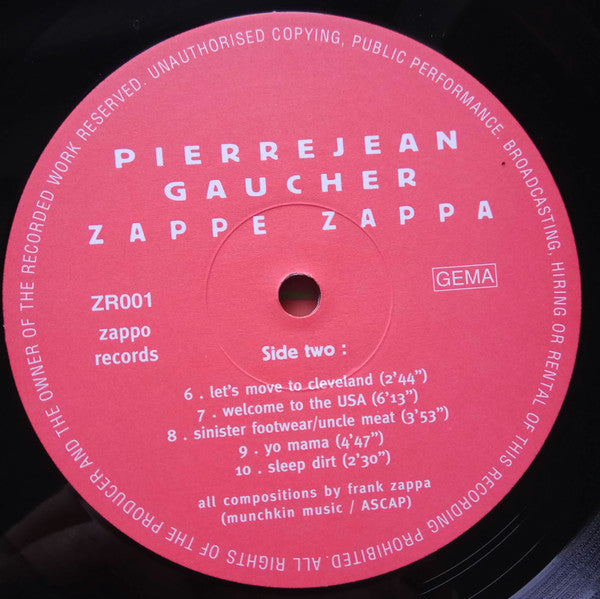 ALL RIGHTS OF THE PRODUCER AND THE OWNER OF THE RECORDED WORK RESERVED. UNAUTHORISED COPYING, PUBLIC PERFORMANCE. BROADCASTING, HIRING OR RENTAL OF THIS RECORDING PROHIBITED.
PIERREJEAN
GAUCHER
ZAPPE ZAPPA
ZR001
zappo
records
GEMA
Side two :
6 . let's move to cleveland (2'44")
7 . welcome to the USA (6'13")
8 . sinister footwear/uncle meat (3'53")
9 . yo mama (4'47")
10 . sleep dirt (2'30")
all compositions by frank zappa
(munchkin music / ASCAP)